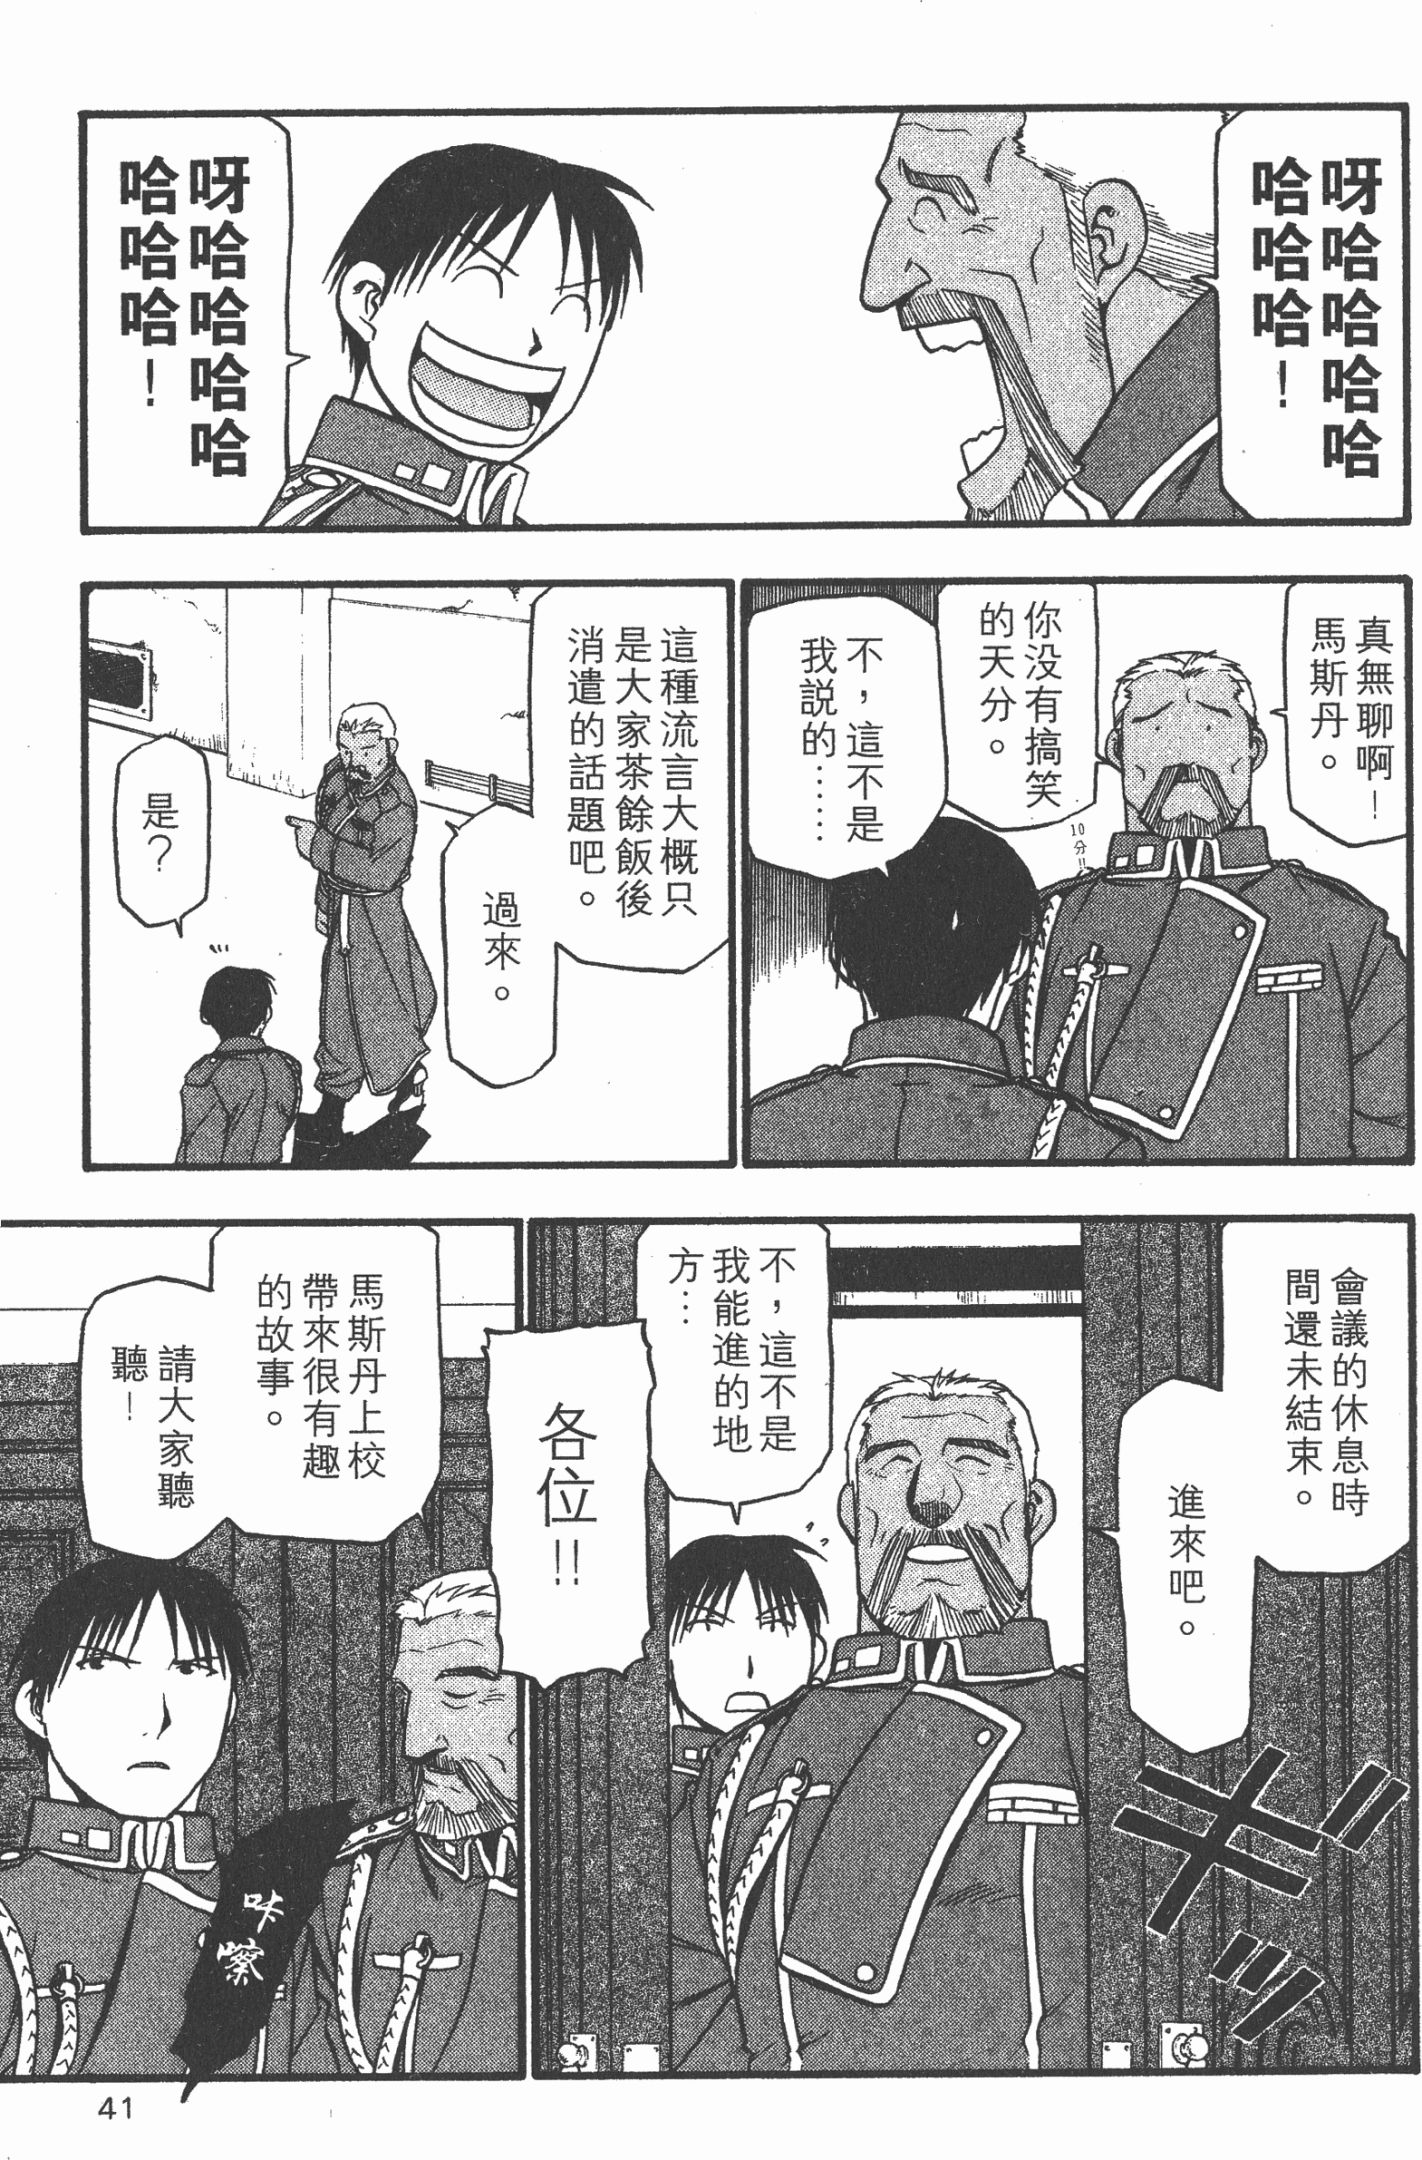 呀哈哈哈哈
哈哈哈！
呀哈哈哈哈
哈哈哈！
真無聊啊！
馬斯丹。
你没有搞笑
的天分。
10分!!
不，這不是
我説的……
這種流言大概只
是大家茶餘飯後
消遣的話題吧。
過來。
是？
會議的休息時
間還未結束。
進來吧。
ギッ
不，這不是
我能進的地
方…
各位!!
馬斯丹上校
帶來很有趣
的故事。
請大家聽
聽！
咔嚓
41